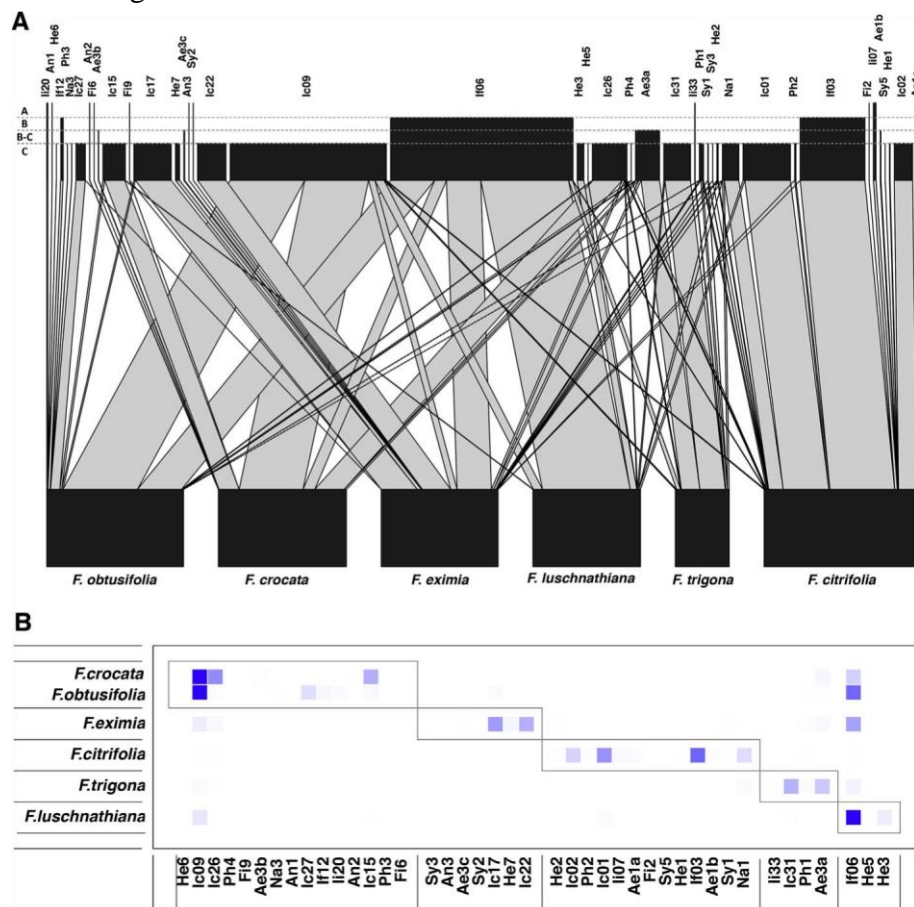 A
He6
An1 Ph3 An2 Ae3b Ae3c Sy2 He5 Ph1 Sy3 He2 Ii07 Ae1b
Ii20 If12 Na3 Ic27 Fi6 Ic15 Fi9 Ic17 He7 An3 Ic22 Ic09 If06 He3 Ic26 Ph4 Ae3a Ic31 Ii33 Sy1 Na1 Ic01 Ph2 If03 Fi2 Sy5 He1 Ic02
A
B
B-C
C
F. obtusifolia F. crocata F. eximia F. luschnathiana F. trigona F. citrifolia
B
F.crocata
F.obtusifolia
F.eximia
F.citrifolia
F.trigona
F.luschnathiana
He6 Ic09 Ic26 Ph4 Fi9 Ae3b Na3 An1 Ic27 If12 Ii20 An2 Ic15 Ph3 Fi6 Sy3 An3 Ae3c Sy2 Ic17 He7 Ic22 He2 Ic02 Ph2 Ic01 Ii07 Ae1a Fi2 Sy5 He1 If03 Ae1b Sy1 Na1 Ii33 Ic31 Ph1 Ae3a If06 He5 He3